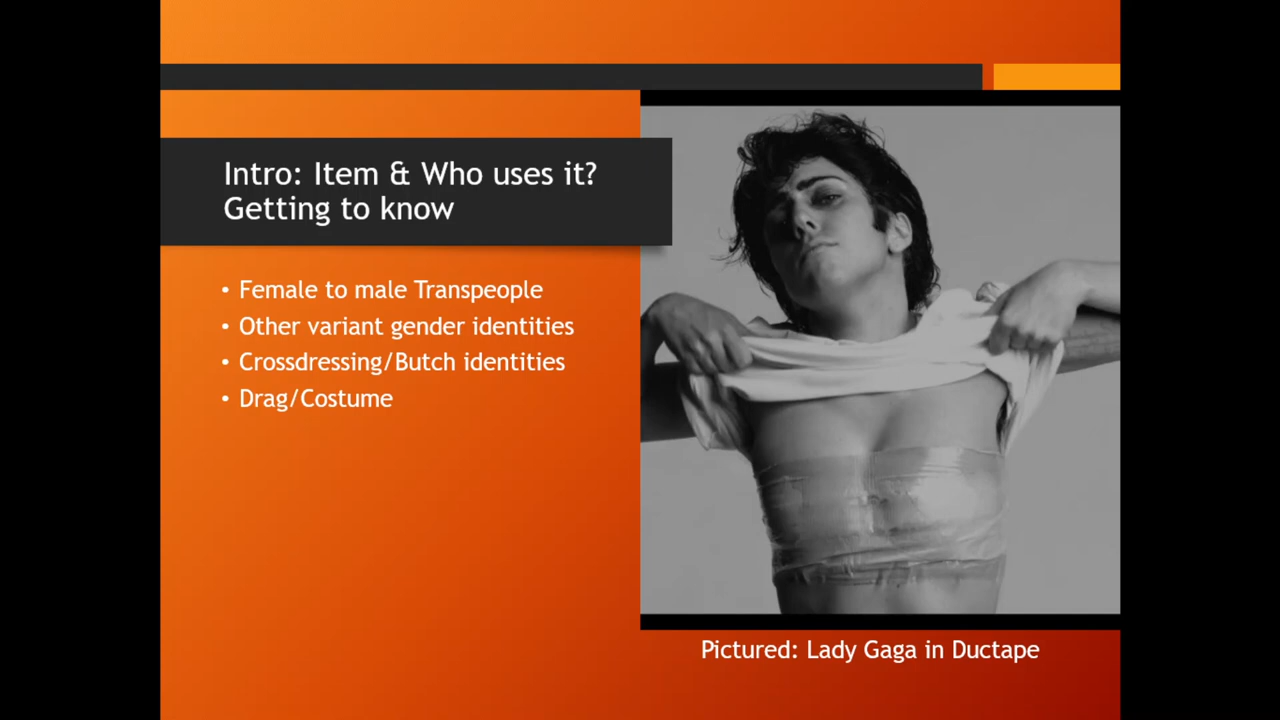 Intro: Item & Who uses it?
Getting to know
• Female to male Transpeople
• Other variant gender identities
• Crossdressing/Butch identities
• Drag/Costume
Pictured: Lady Gaga in Ductape